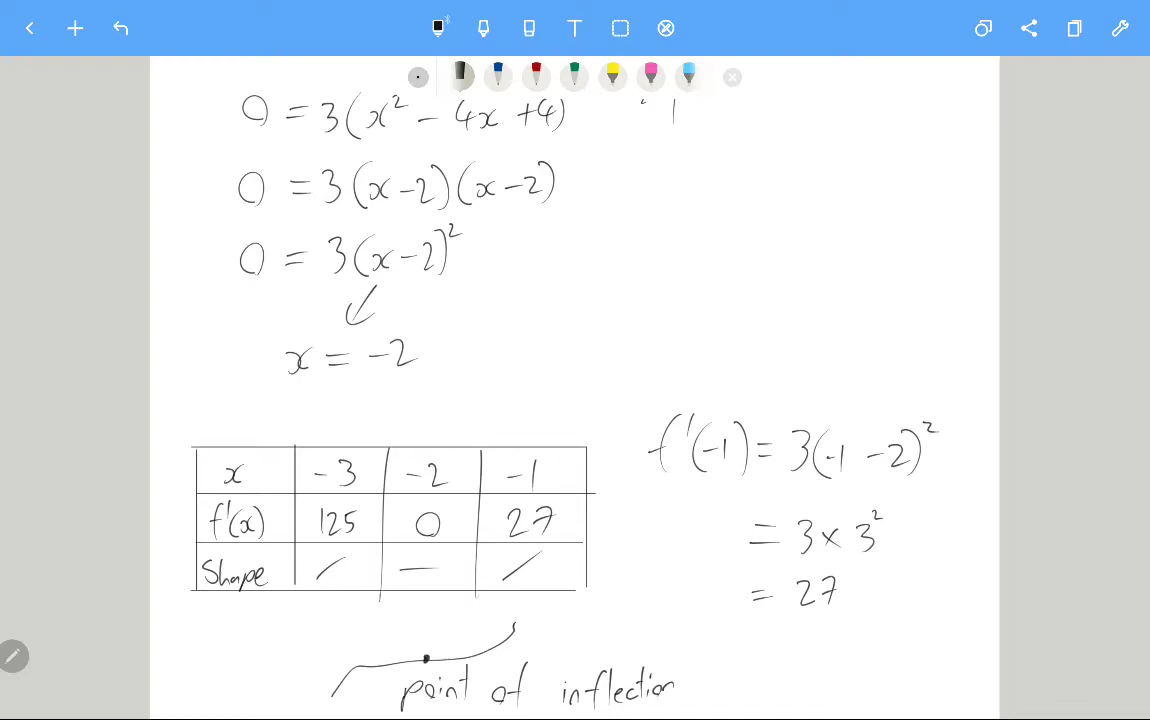 0 = 3(x² - 4x + 4)
0 = 3(x - 2)(x - 2)
0 = 3(x - 2)²
x = -2
x -3 -2 -1
f'(x) 125 0 27
Shape
f'(-1) = 3(-1 - 2)²
= 3 × 3²
= 27
point of inflection